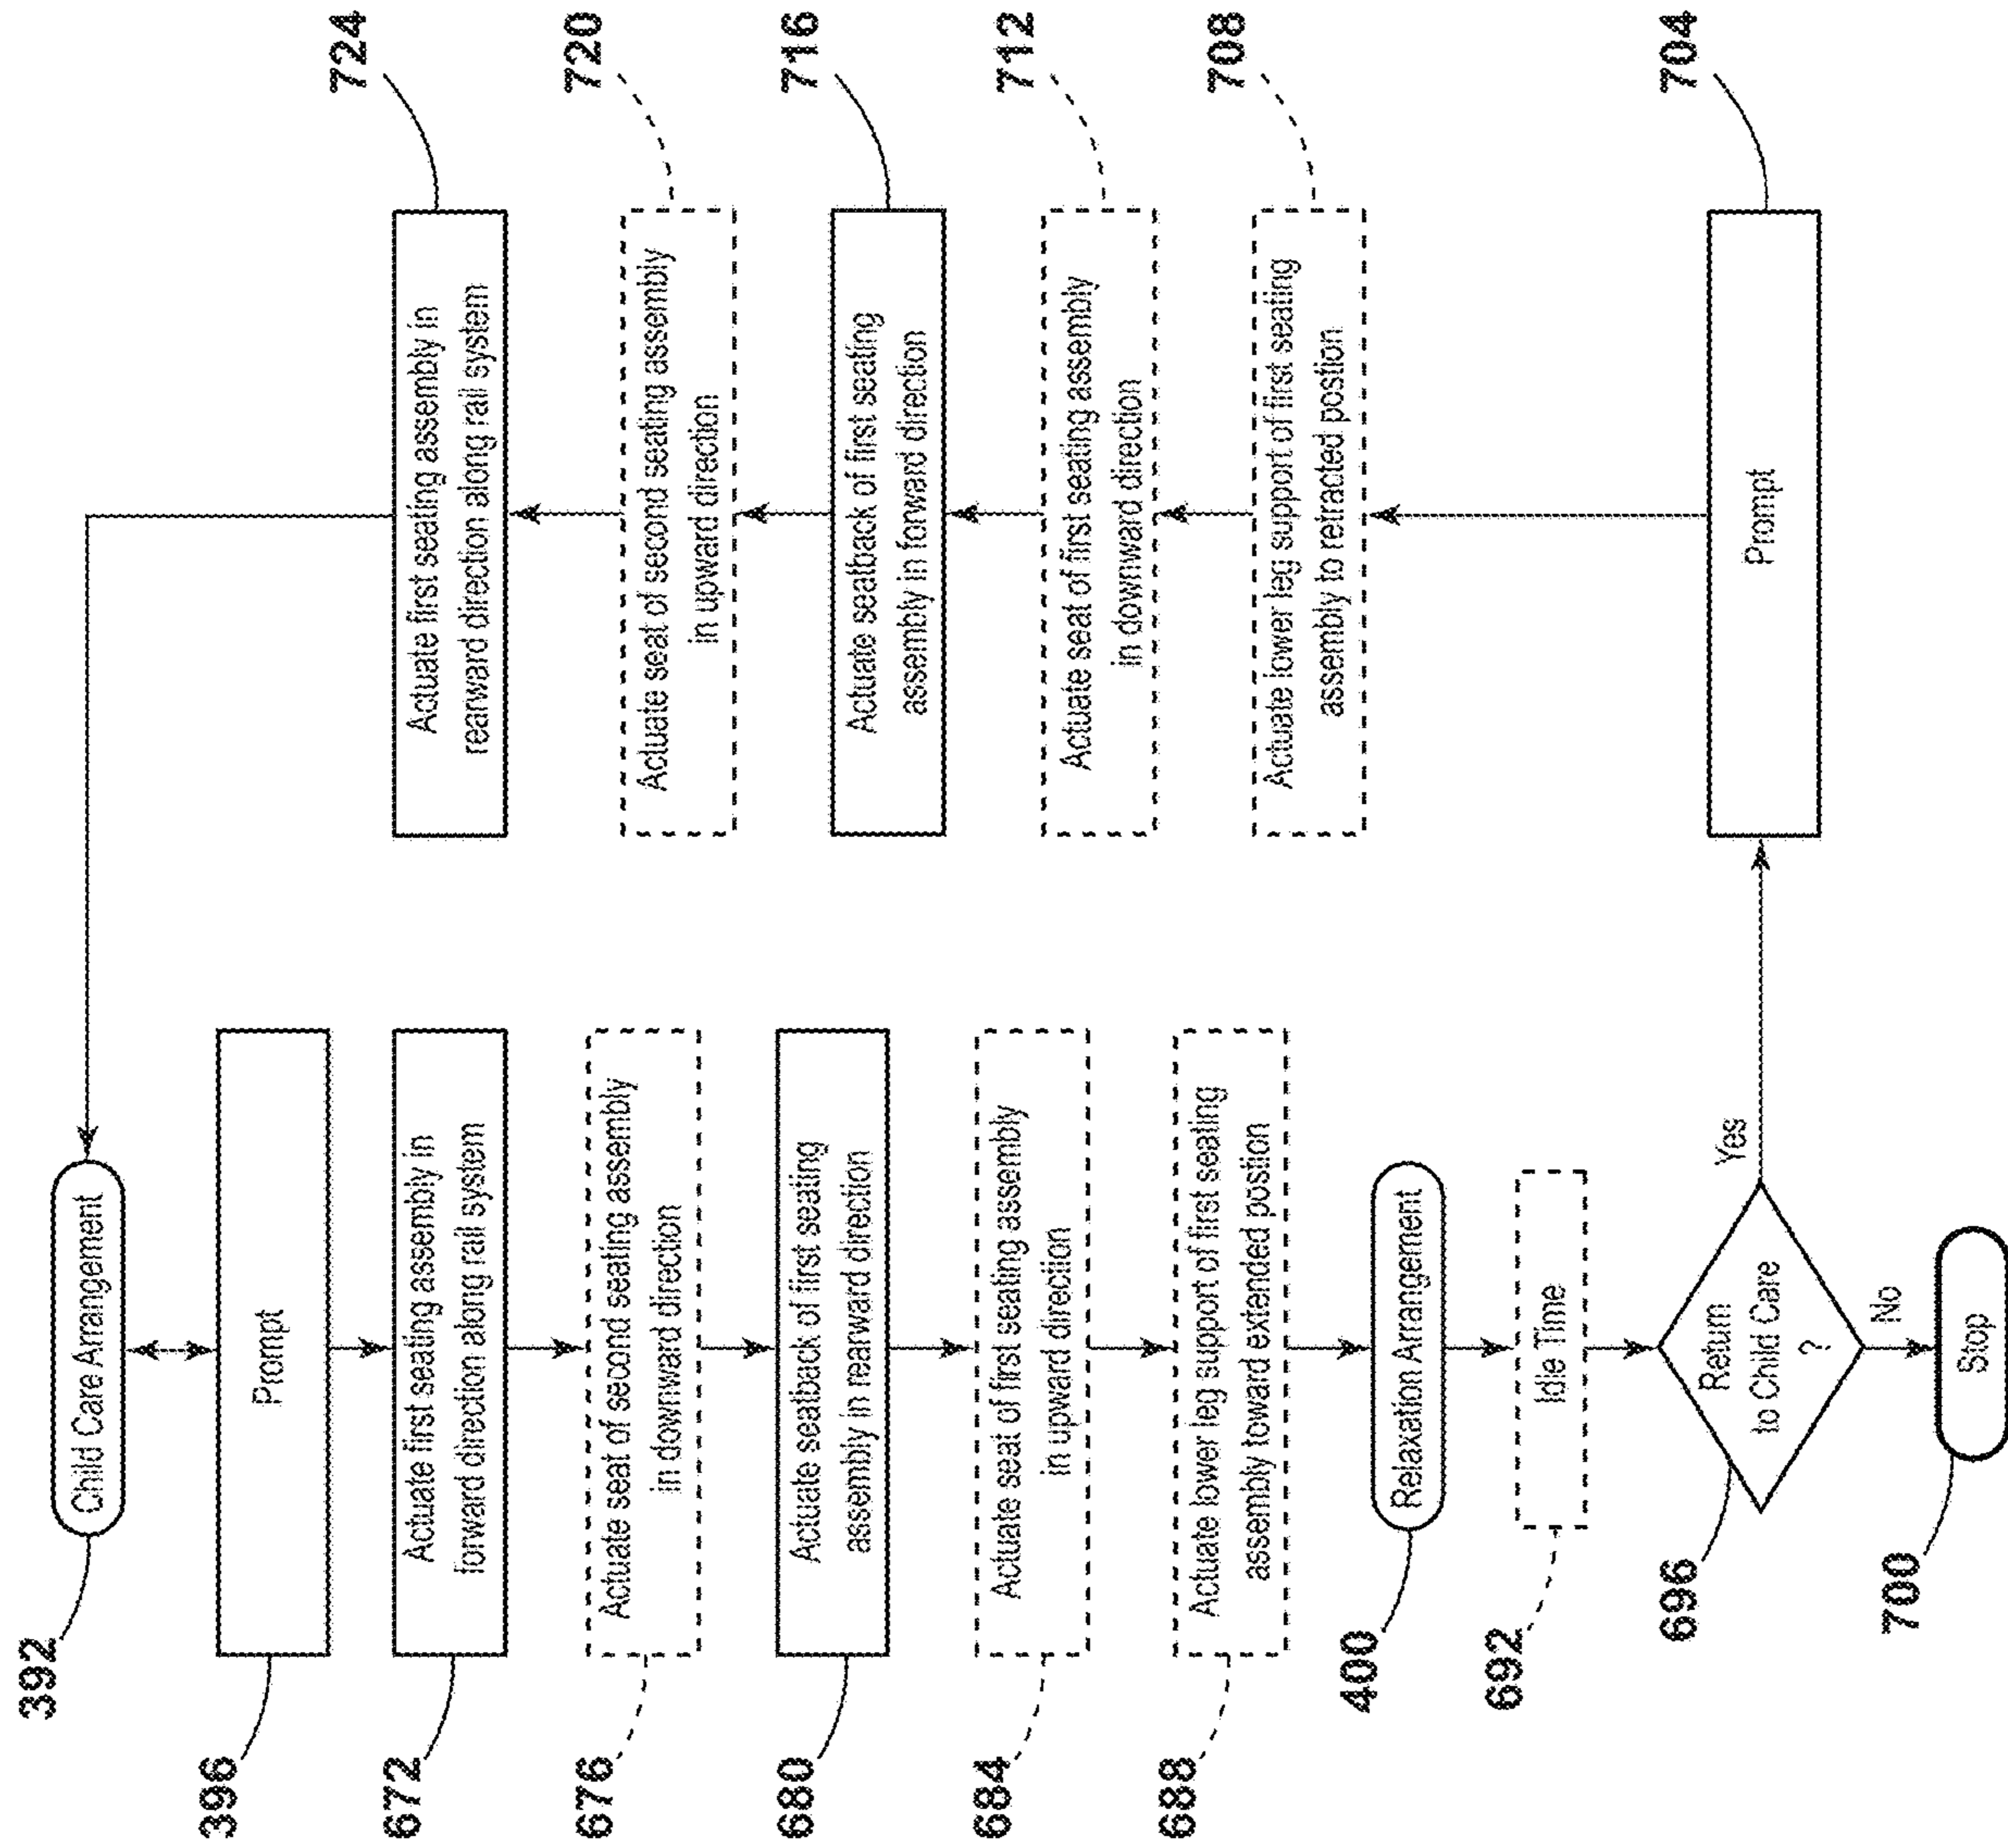 392
Child Care Arrangement
396
Prompt
672
Actuate first seating assembly in
forward direction along rail system
676
Actuate seat of second seating assembly
in downward direction
680
Actuate seatback of first seating
assembly in rearward direction
684
Actuate seat of first seating assembly
in upward direction
688
Actuate lower leg support of first seating
assembly toward extended postion
400
Relaxation Arrangement
692
Idle Time
696
Return
to Child Care
?
Yes
No
700
Stop
724
Actuate first seating assembly in
rearward direction along rail system
720
Actuate seat of second seating assembly
in upward direction
716
Actuate seatback of first seating
assembly in forward direction
712
Actuate seat of first seating assembly
in downward direction
708
Actuate lower leg support of first seating
assembly to retracted postion
704
Prompt